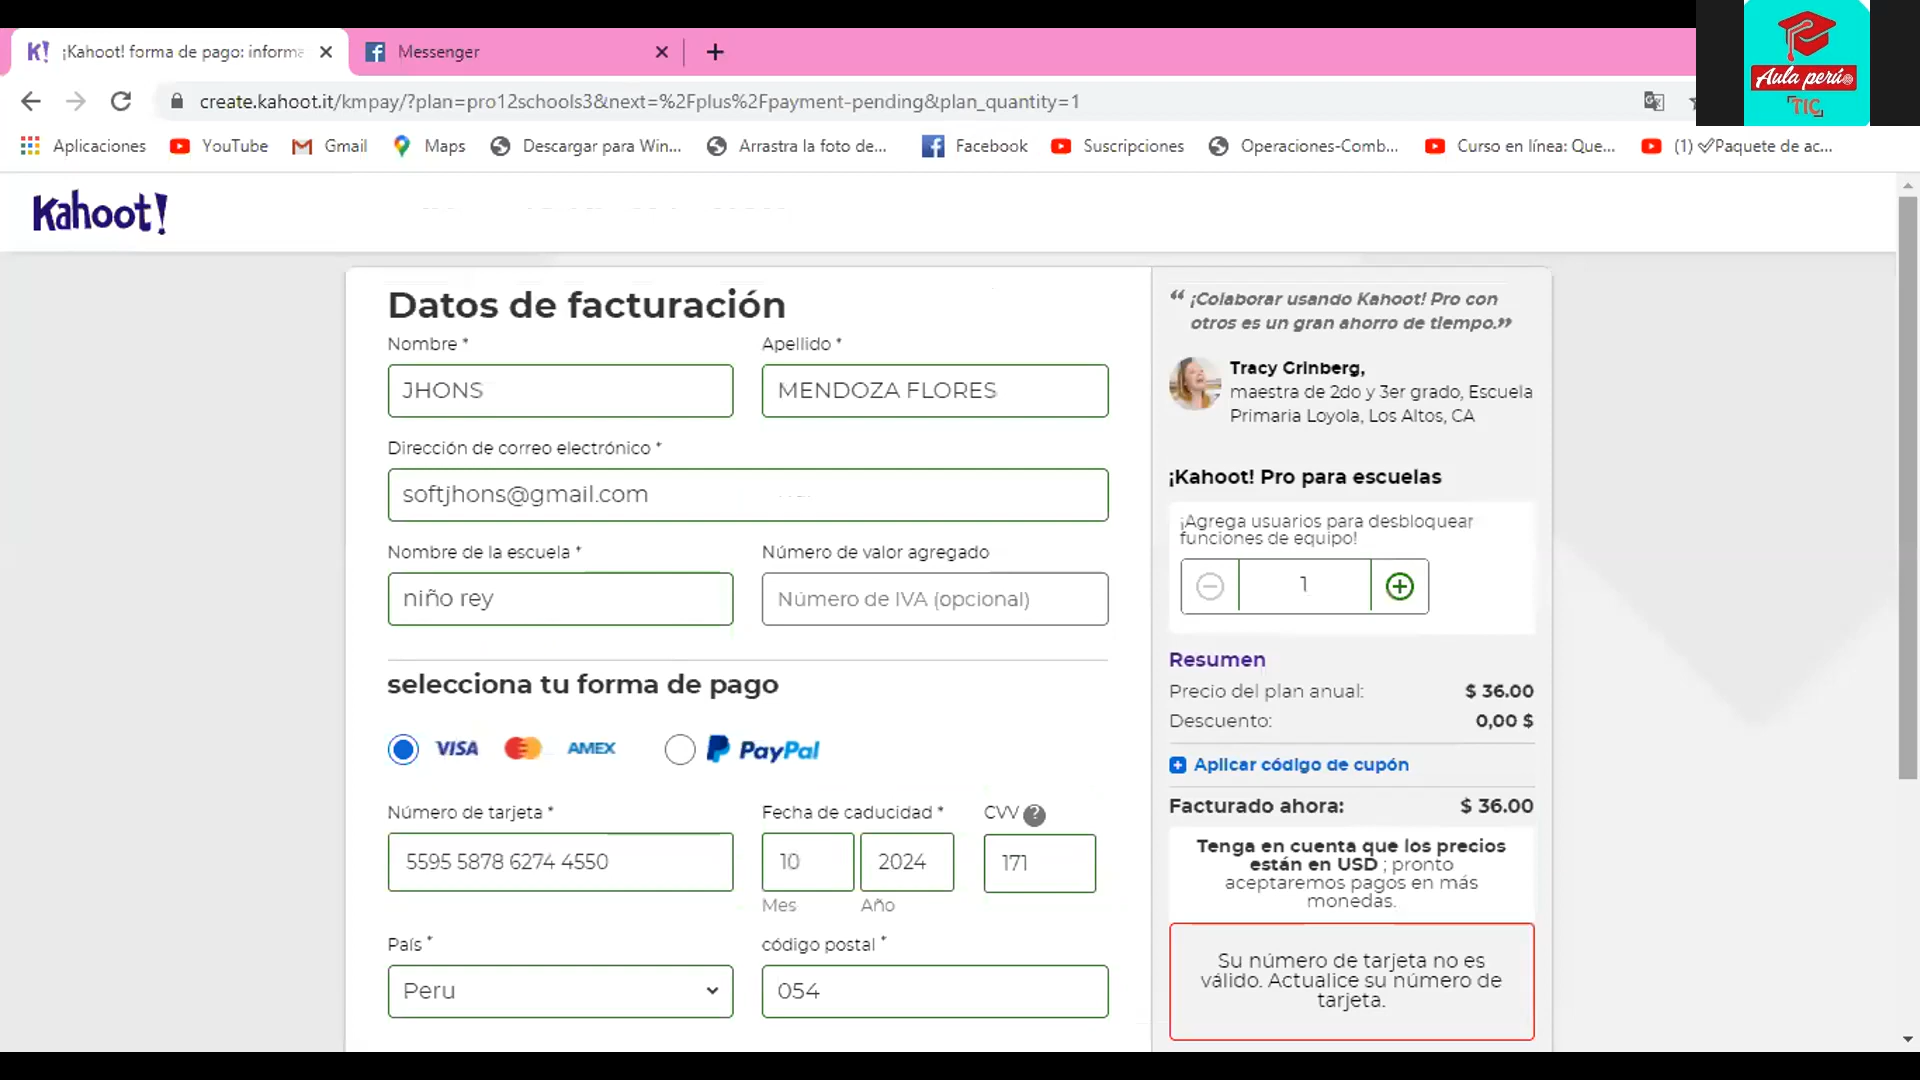 ¡Kahoot! forma de pago: informa
Messenger
create.kahoot.it/kmpay/?plan=pro12schools3&next=%2Fplus%2Fpayment-pending&plan_quantity=1
Aula perú
TIC
Aplicaciones YouTube Gmail Maps Descargar para Win... Arrastra la foto de... Facebook Suscripciones Operaciones-Comb... Curso en línea: Que... (1) ✅Paquete de ac...
Kahoot!
Datos de facturación
Nombre * Apellido *
JHONS MENDOZA FLORES
Dirección de correo electrónico *
softjhons@gmail.com
Nombre de la escuela * Número de valor agregado
niño rey Número de IVA (opcional)
selecciona tu forma de pago
VISA AMEX PayPal
Número de tarjeta * Fecha de caducidad * CVV ?
[número de tarjeta omitido] [fecha omitida] [CVV omitido]
Mes Año
País * código postal *
Peru 054
“ ¡Colaborar usando Kahoot! Pro con
otros es un gran ahorro de tiempo.”
Tracy Grinberg,
maestra de 2do y 3er grado, Escuela
Primaria Loyola, Los Altos, CA
¡Kahoot! Pro para escuelas
¡Agrega usuarios para desbloquear
funciones de equipo!
1
Resumen
Precio del plan anual: $ 36.00
Descuento: 0,00 $
Aplicar código de cupón
Facturado ahora: $ 36.00
Tenga en cuenta que los precios
están en USD ; pronto
aceptaremos pagos en más
monedas.
Su número de tarjeta no es
válido. Actualice su número de
tarjeta.